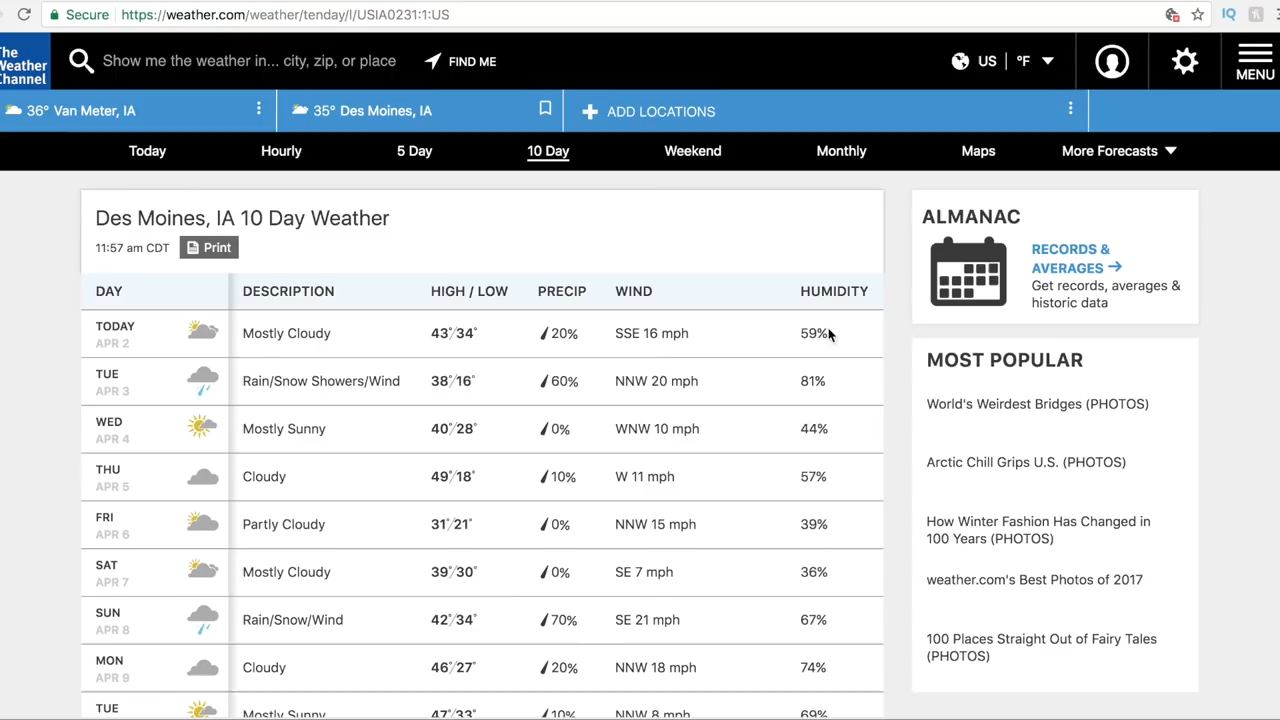 Secure https://weather.com/weather/tenday/l/USIA0231:1:US
IQ
The Weather Channel
Show me the weather in... city, zip, or place
FIND ME
US °F
MENU
36° Van Meter, IA
35° Des Moines, IA
ADD LOCATIONS
Today Hourly 5 Day 10 Day Weekend Monthly Maps More Forecasts
Des Moines, IA 10 Day Weather
11:57 am CDT Print
DAY DESCRIPTION HIGH / LOW PRECIP WIND HUMIDITY
TODAY APR 2 Mostly Cloudy 43°/34° 20% SSE 16 mph 59%
TUE APR 3 Rain/Snow Showers/Wind 38°/16° 60% NNW 20 mph 81%
WED APR 4 Mostly Sunny 40°/28° 0% WNW 10 mph 44%
THU APR 5 Cloudy 49°/18° 10% W 11 mph 57%
FRI APR 6 Partly Cloudy 31°/21° 0% NNW 15 mph 39%
SAT APR 7 Mostly Cloudy 39°/30° 0% SE 7 mph 36%
SUN APR 8 Rain/Snow/Wind 42°/34° 70% SE 21 mph 67%
MON APR 9 Cloudy 46°/27° 20% NNW 18 mph 74%
TUE Mostly Sunny 47°/33° 10% NNW 8 mph 69%
ALMANAC
RECORDS &
AVERAGES
Get records, averages &
historic data
MOST POPULAR
World's Weirdest Bridges (PHOTOS)
Arctic Chill Grips U.S. (PHOTOS)
How Winter Fashion Has Changed in
100 Years (PHOTOS)
weather.com's Best Photos of 2017
100 Places Straight Out of Fairy Tales
(PHOTOS)